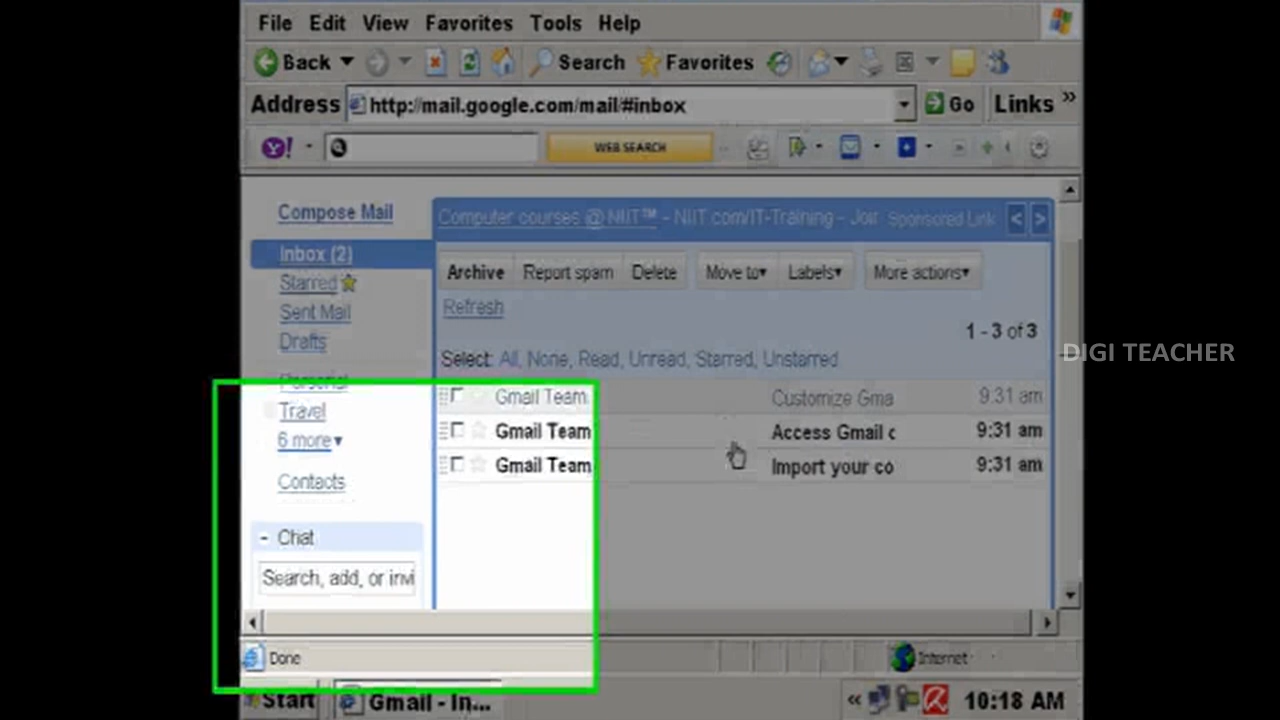 File Edit View Favorites Tools Help
Back Search Favorites
Address http://mail.google.com/mail/#inbox Go Links »
Y! WEB SEARCH
Compose Mail
Computer courses @ NIIT™ - NIIT.com/IT-Training - Join Sponsored Link < >
Inbox (2)
Archive Report spam Delete Move to▾ Labels▾ More actions▾
Starred
Refresh
Sent Mail
1 - 3 of 3
Drafts
DIGI TEACHER
Select: All, None, Read, Unread, Starred, Unstarred
Personal
Gmail Team Customize Gma 9:31 am
Travel
Gmail Team Access Gmail c 9:31 am
6 more▾
Gmail Team Import your co 9:31 am
Contacts
- Chat
Search, add, or invi
Done Internet
Start Gmail - In... « 10:18 AM